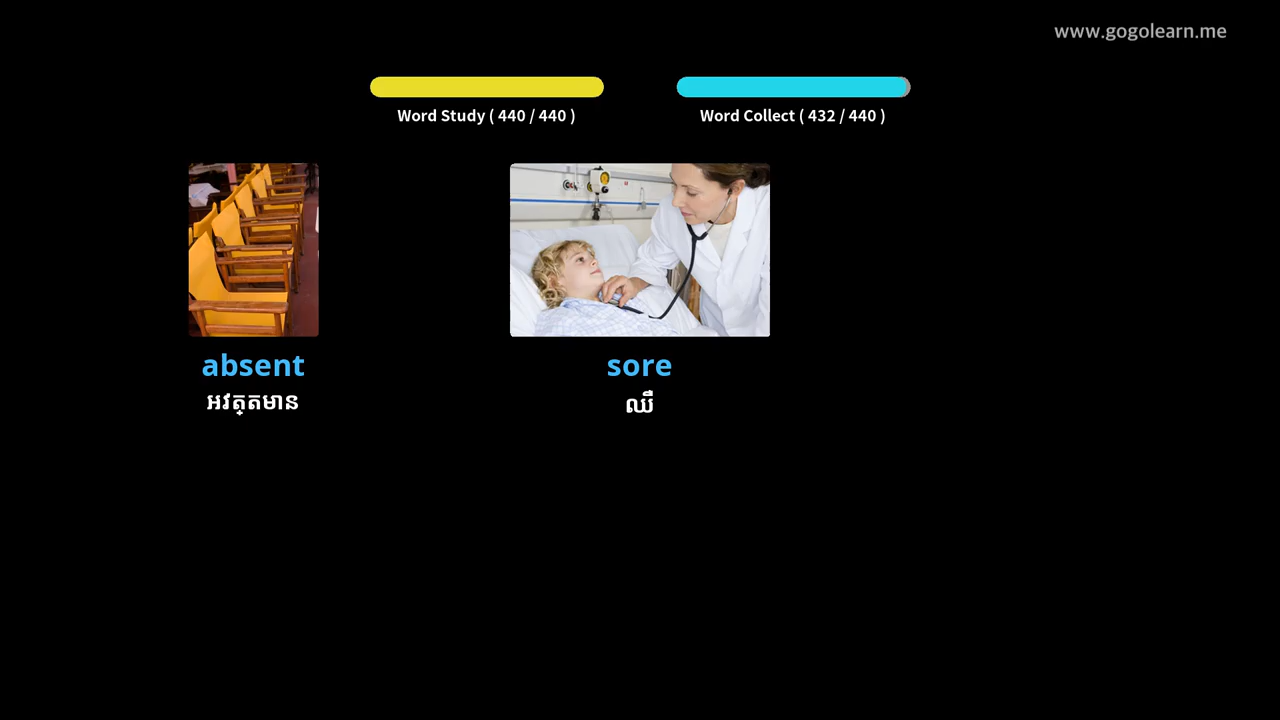 www.gogolearn.me
Word Study ( 440 / 440 )
Word Collect ( 432 / 440 )
absent
អវត្តមាន
sore
ឈឺ